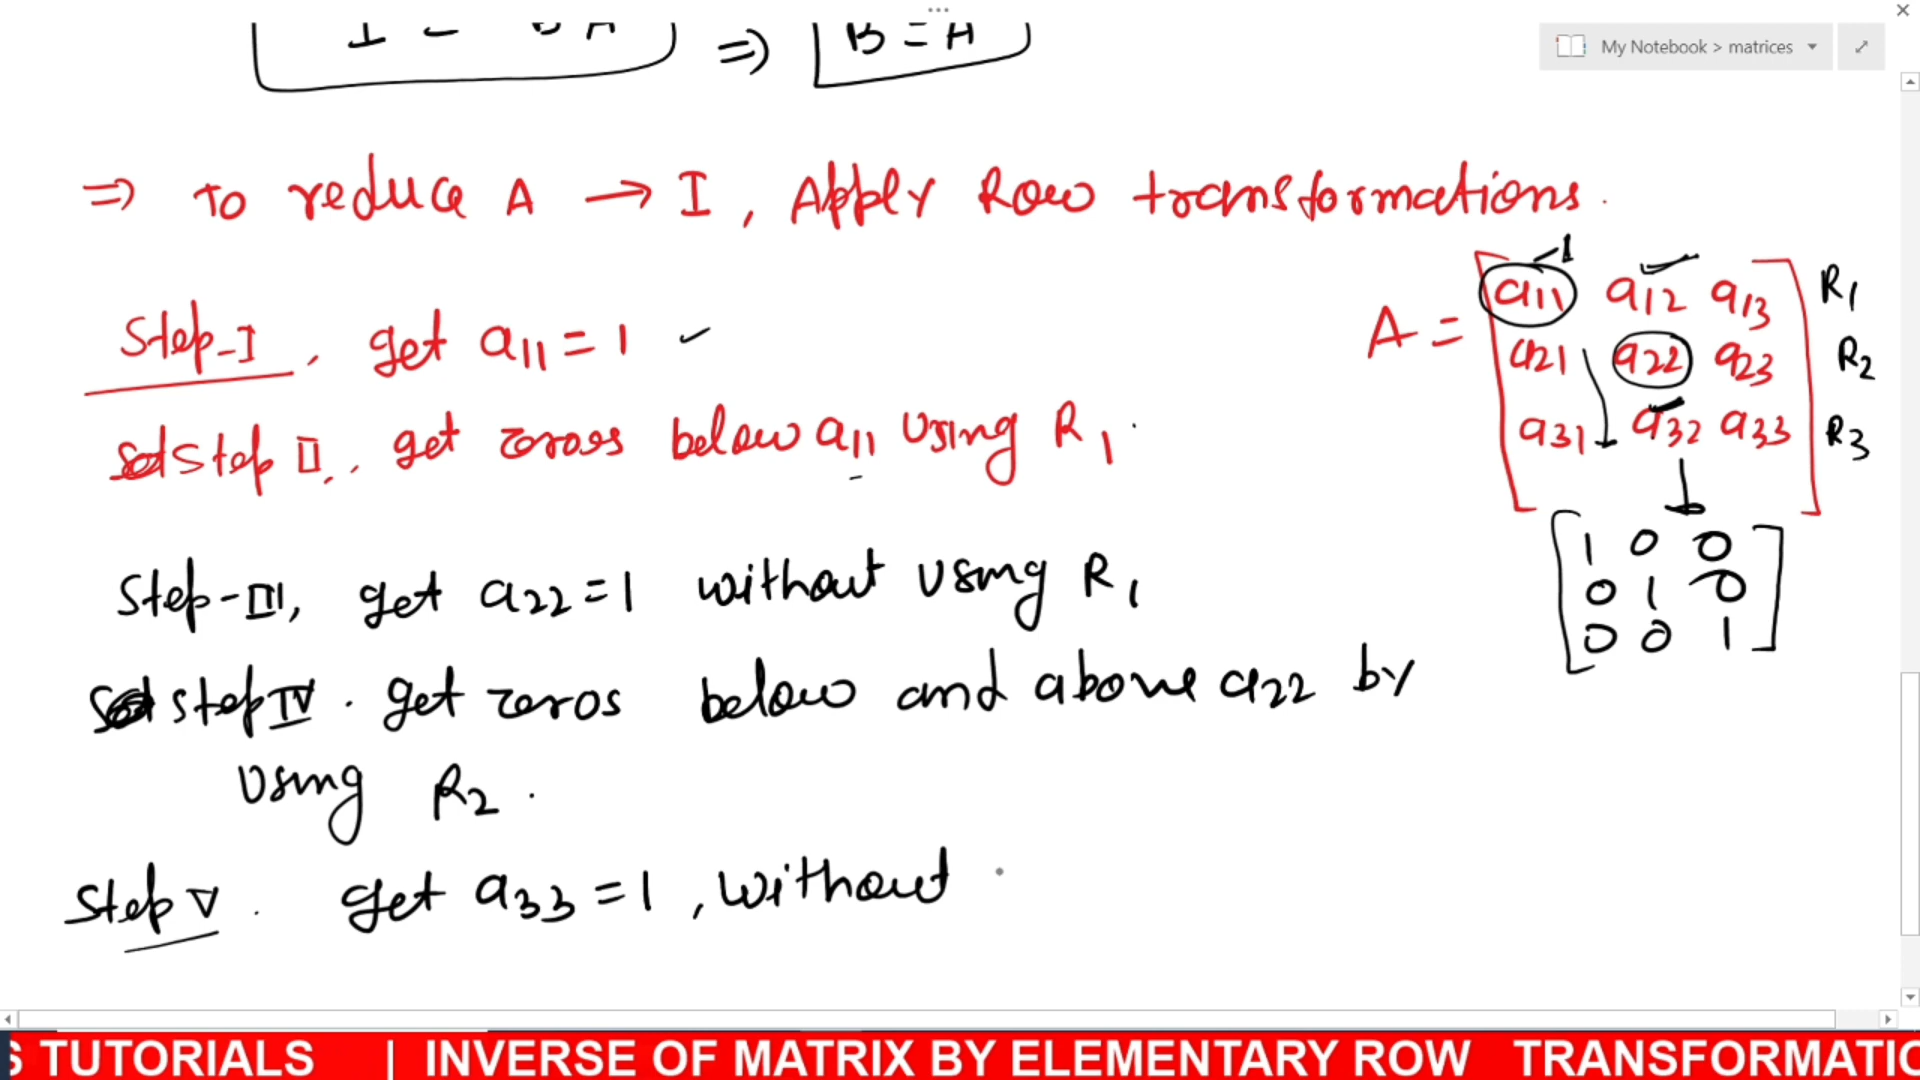 I = BA => B = A
My Notebook > matrices
=> To reduce A → I, Apply Row transformations.
Step-I, get a11 = 1
Step II, get zeros below a11 using R1.
Step-III, get a22 = 1 without using R1
Step IV. get zeros below and above a22 by
using R2.
Step V. get a33 = 1, without
A = [a11 a12 a13] R1
[a21 a22 a23] R2
[a31 a32 a33] R3
1
1 0 0
0 1 0
0 0 1
S TUTORIALS | INVERSE OF MATRIX BY ELEMENTARY ROW TRANSFORMATIO